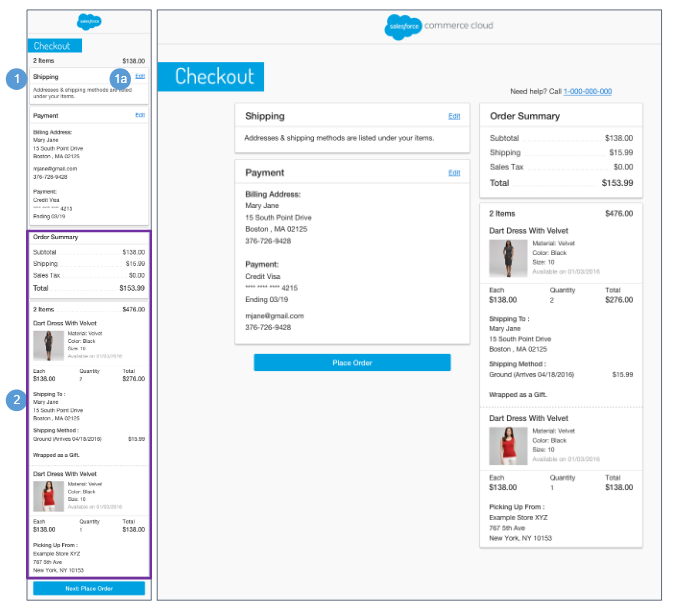 salesforce
Checkout
2 Items $138.00
1
Shipping 1a Edit
Addresses & shipping methods are listed
under your items.
Payment Edit
Billing Address:
Mary Jane
15 South Point Drive
Boston , MA 02125
mjane@gmail.com
376-726-9428
Payment:
Credit Visa
**** **** **** 4215
Ending 03/19
Order Summary
Subtotal $138.00
Shipping $15.99
Sales Tax $0.00
Total $153.99
2 Items $476.00
Dart Dress With Velvet
Material: Velvet
Color: Black
Size: 10
Available on 01/03/2016
Each Quantity Total
$138.00 2 $276.00
2
Shipping To :
Mary Jane
15 South Point Drive
Boston , MA 02125
Shipping Method :
Ground (Arrives 04/18/2016) $15.99
Wrapped as a Gift.
Dart Dress With Velvet
Material: Velvet
Color: Black
Size: 10
Available on 01/03/2016
Each Quantity Total
$138.00 1 $138.00
Picking Up From :
Example Store XYZ
767 5th Ave
New York, NY 10153
Next: Place Order
salesforce commerce cloud
Checkout
Need help? Call 1-000-000-000
Shipping Edit
Addresses & shipping methods are listed under your items.
Payment Edit
Billing Address:
Mary Jane
15 South Point Drive
Boston , MA 02125
376-726-9428
Payment:
Credit Visa
**** **** **** 4215
Ending 03/19
mjane@gmail.com
376-726-9428
Place Order
Order Summary
Subtotal $138.00
Shipping $15.99
Sales Tax $0.00
Total $153.99
2 Items $476.00
Dart Dress With Velvet
Material: Velvet
Color: Black
Size: 10
Available on 01/03/2016
Each Quantity Total
$138.00 2 $276.00
Shipping To :
Mary Jane
15 South Point Drive
Boston , MA 02125
Shipping Method :
Ground (Arrives 04/18/2016) $15.99
Wrapped as a Gift.
Dart Dress With Velvet
Material: Velvet
Color: Black
Size: 10
Available on 01/03/2016
Each Quantity Total
$138.00 1 $138.00
Picking Up From :
Example Store XYZ
767 5th Ave
New York, NY 10153